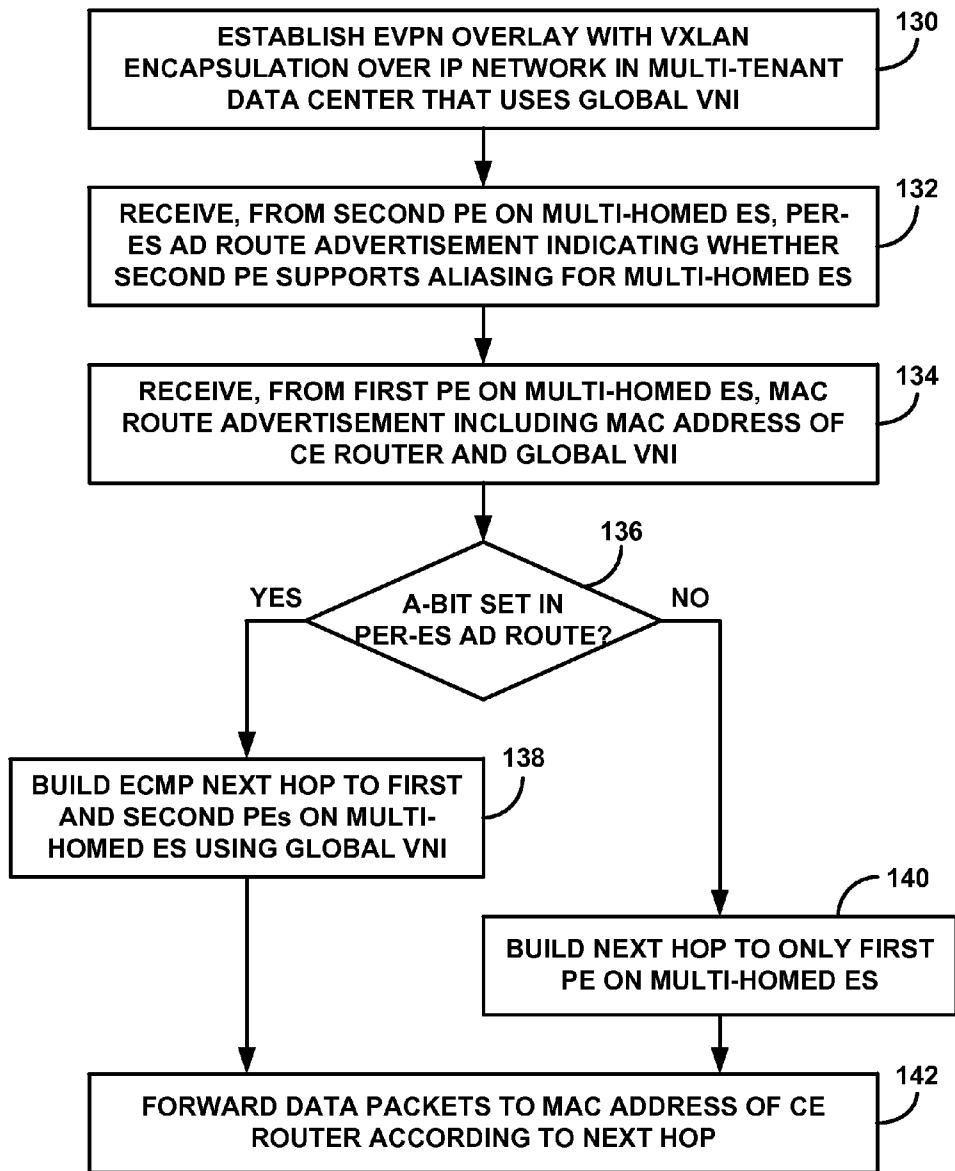 ESTABLISH EVPN OVERLAY WITH VXLAN
ENCAPSULATION OVER IP NETWORK IN MULTI-TENANT
DATA CENTER THAT USES GLOBAL VNI
130
RECEIVE, FROM SECOND PE ON MULTI-HOMED ES, PER-
ES AD ROUTE ADVERTISEMENT INDICATING WHETHER
SECOND PE SUPPORTS ALIASING FOR MULTI-HOMED ES
132
RECEIVE, FROM FIRST PE ON MULTI-HOMED ES, MAC
ROUTE ADVERTISEMENT INCLUDING MAC ADDRESS OF
CE ROUTER AND GLOBAL VNI
134
136
YES
A-BIT SET IN
PER-ES AD ROUTE?
NO
BUILD ECMP NEXT HOP TO FIRST
AND SECOND PEs ON MULTI-
HOMED ES USING GLOBAL VNI
138
140
BUILD NEXT HOP TO ONLY FIRST
PE ON MULTI-HOMED ES
142
FORWARD DATA PACKETS TO MAC ADDRESS OF CE
ROUTER ACCORDING TO NEXT HOP